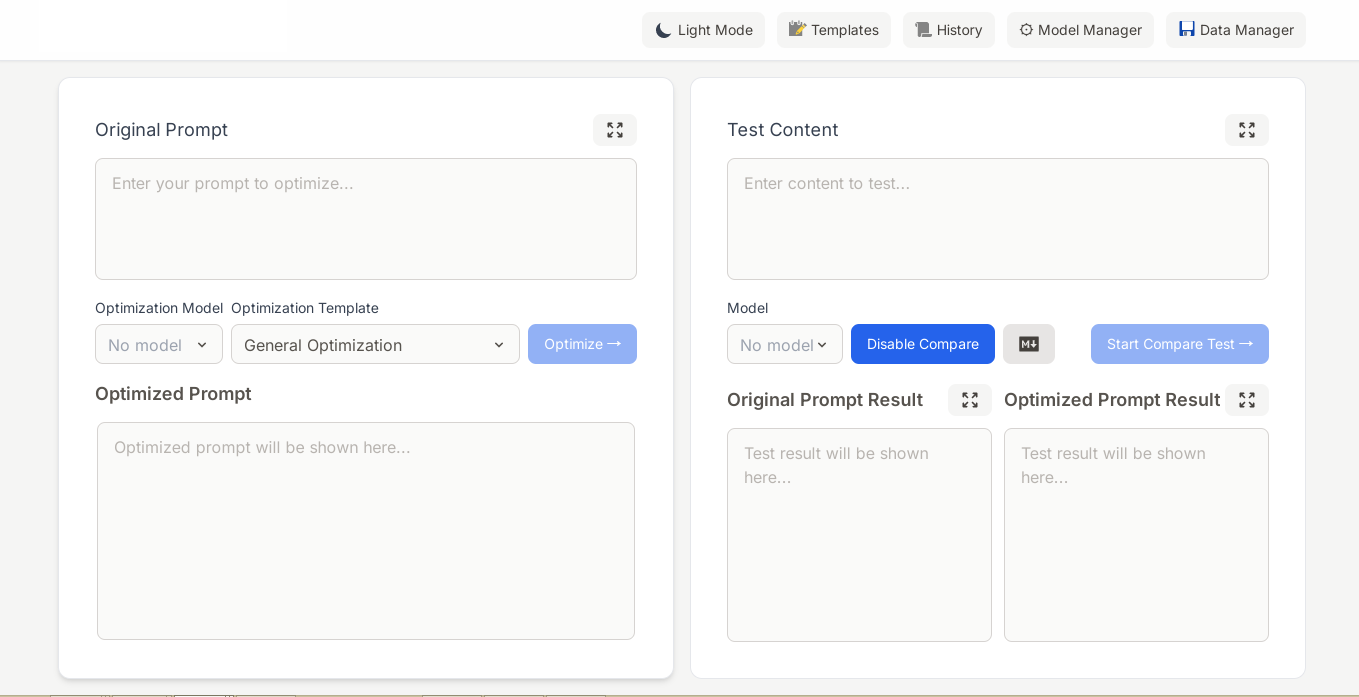 Light Mode
Templates
History
Model Manager
Data Manager
Original Prompt
Enter your prompt to optimize...
Optimization Model
Optimization Template
No model
General Optimization
Optimize →
Optimized Prompt
Optimized prompt will be shown here...
Test Content
Enter content to test...
Model
No model
Disable Compare
M↓
Start Compare Test →
Original Prompt Result
Test result will be shown
here...
Optimized Prompt Result
Test result will be shown
here...